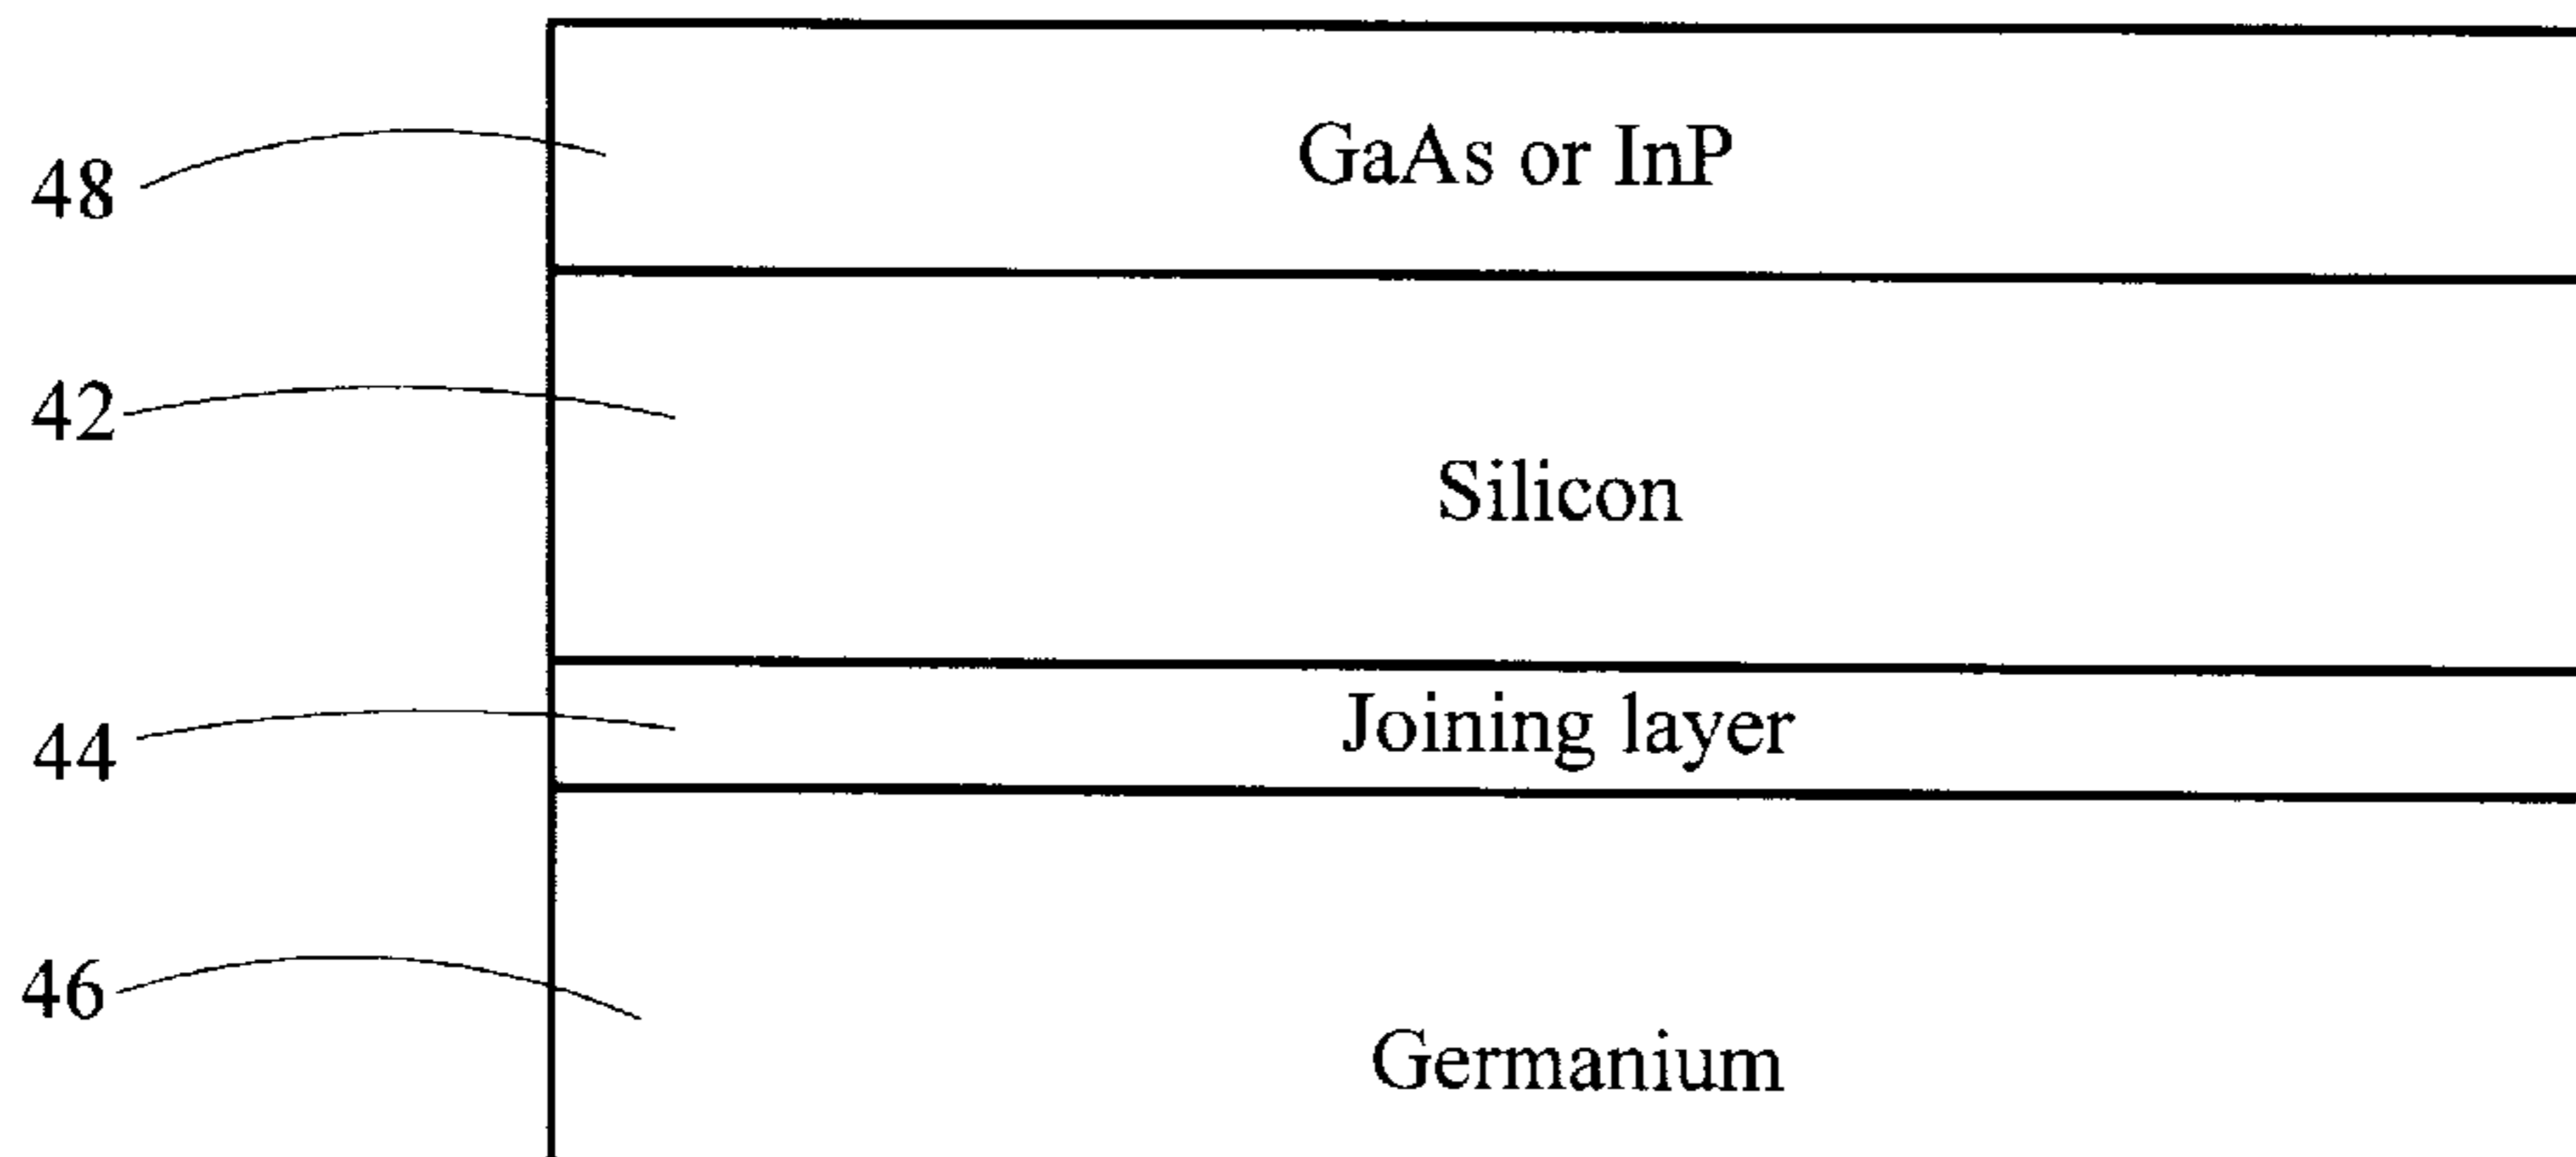 GaAs or InP
48
42
Silicon
Joining layer
44
46
Germanium